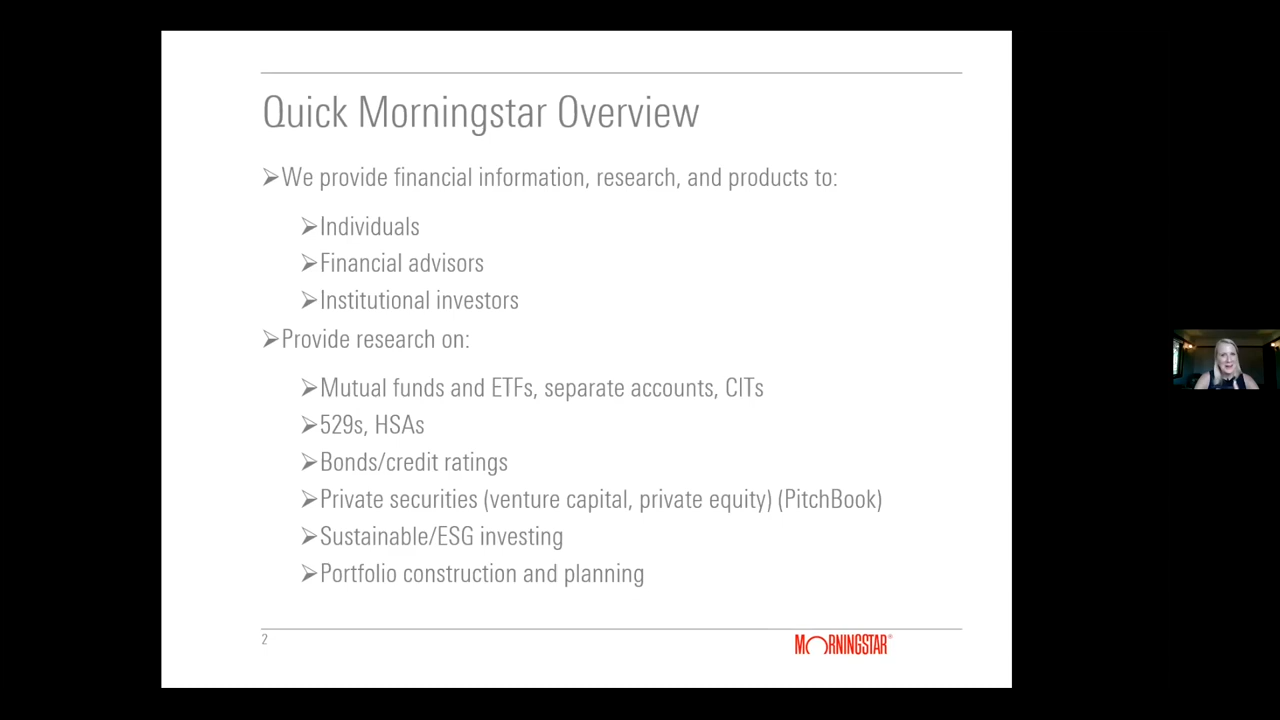 Quick Morningstar Overview
➢We provide financial information, research, and products to:
➢Individuals
➢Financial advisors
➢Institutional investors
➢Provide research on:
➢Mutual funds and ETFs, separate accounts, CITs
➢529s, HSAs
➢Bonds/credit ratings
➢Private securities (venture capital, private equity) (PitchBook)
➢Sustainable/ESG investing
➢Portfolio construction and planning
2
MORNINGSTAR®